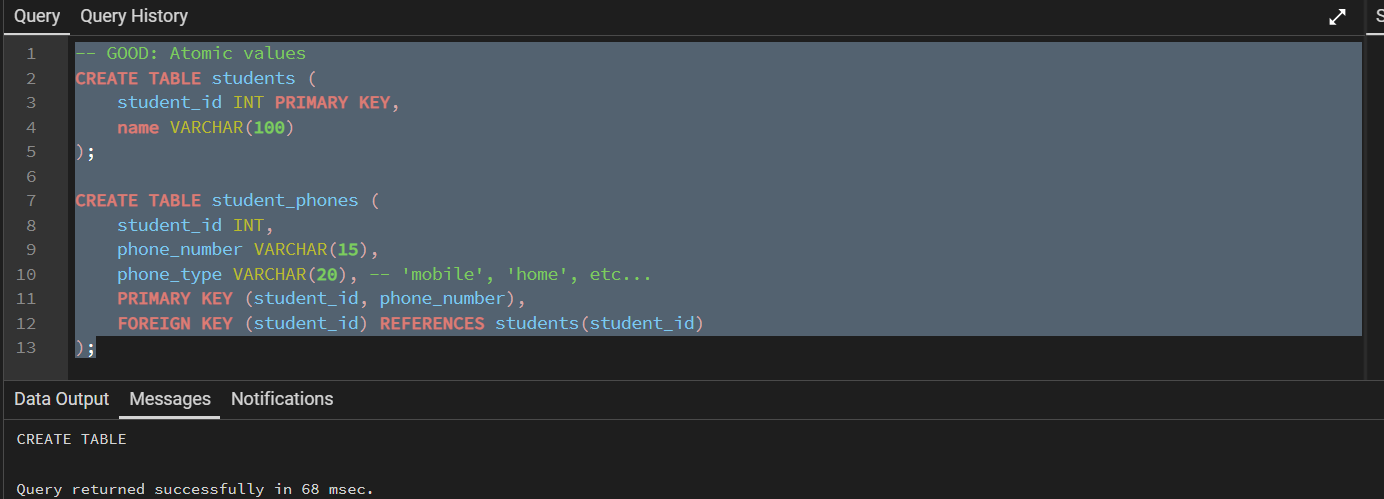 Query Query History
1 -- GOOD: Atomic values
2 CREATE TABLE students (
3     student_id INT PRIMARY KEY,
4     name VARCHAR(100)
5 );
6
7 CREATE TABLE student_phones (
8     student_id INT,
9     phone_number VARCHAR(15),
10     phone_type VARCHAR(20), -- 'mobile', 'home', etc...
11     PRIMARY KEY (student_id, phone_number),
12     FOREIGN KEY (student_id) REFERENCES students(student_id)
13 );
Data Output Messages Notifications
CREATE TABLE
Query returned successfully in 68 msec.